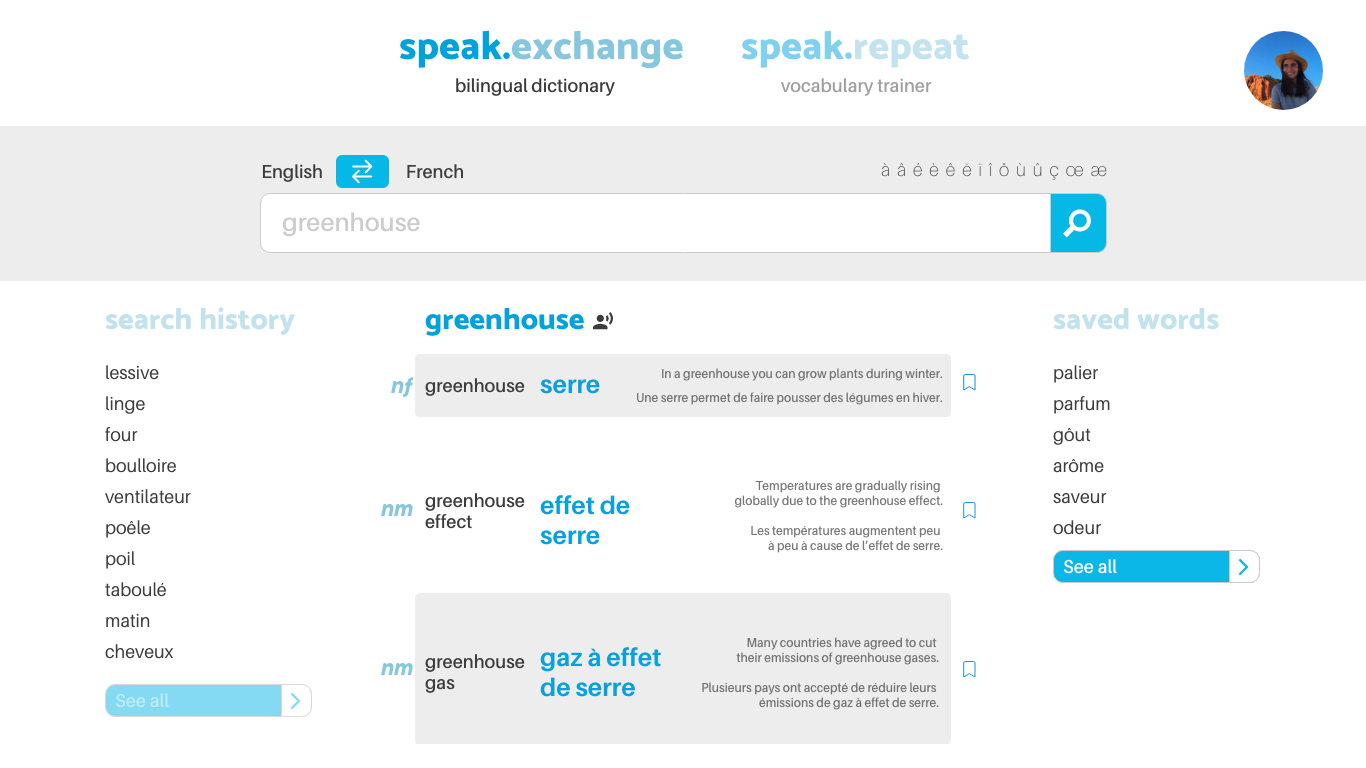 speak.exchange
bilingual dictionary
speak.repeat
vocabulary trainer
English
French
à â é è ê ë ï î ô ù û ç œ æ
greenhouse
search history
lessive
linge
four
boulloire
ventilateur
poéle
poil
taboulé
matin
cheveux
See all
greenhouse
nf
greenhouse
serre
In a greenhouse you can grow plants during winter.
Une serre permet de faire pousser des légumes en hiver.
nm
greenhouse
effect
effet de
serre
Temperatures are gradually rising
globally due to the greenhouse effect.
Les températures augmentent peu
à peu à cause de l'effet de serre.
nm
greenhouse
gas
gaz à effet
de serre
Many countries have agreed to cut
their emissions of greenhouse gases.
Plusieurs pays ont accepté de réduire leurs
émissions de gaz à effet de serre.
saved words
palier
parfum
gôut
arôme
saveur
odeur
See all